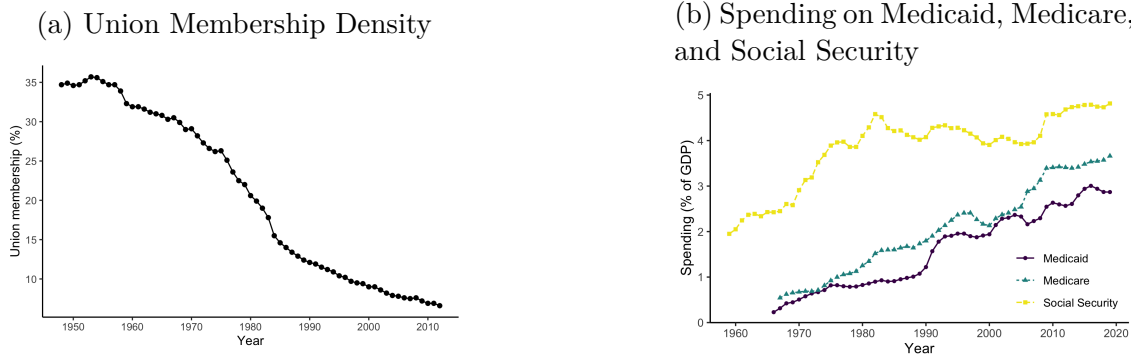 (a) Union Membership Density
Union membership (%)
35
30
25
20
15
10
1950
1960
1970
1980
1990
2000
2010
Year
(b) Spending on Medicaid, Medicare,
and Social Security
Spending (% of GDP)
5
4
3
2
1
0
Medicaid
Medicare
Social Security
1960
1970
1980
1990
2000
2010
2020
Year